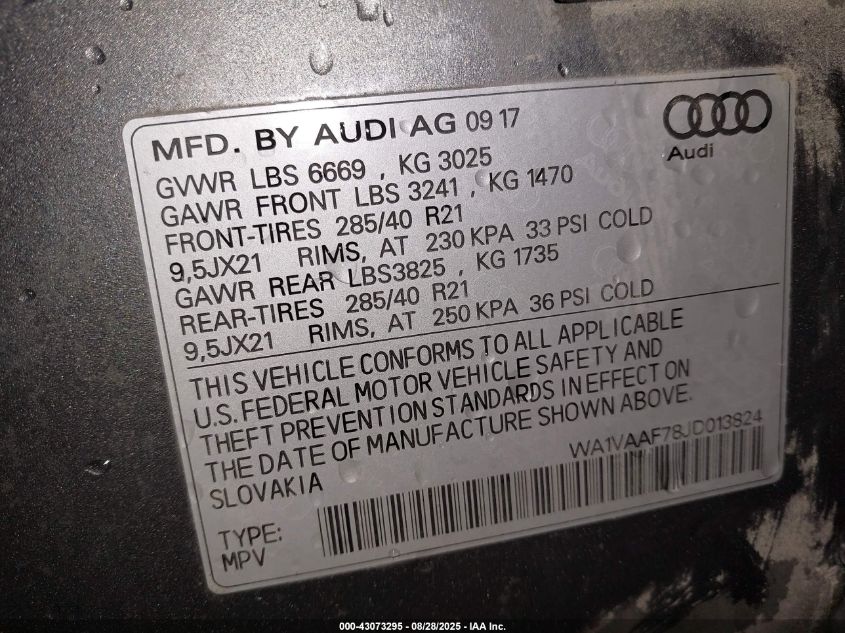 MFD. BY AUDI AG 09 17
Audi
GVWR LBS 6669 , KG 3025
GAWR FRONT LBS 3241 , KG 1470
FRONT-TIRES 285/40 R21
9,5JX21 RIMS, AT 230 KPA 33 PSI COLD
GAWR REAR LBS3825 , KG 1735
REAR-TIRES 285/40 R21
9,5JX21 RIMS, AT 250 KPA 36 PSI COLD
THIS VEHICLE CONFORMS TO ALL APPLICABLE
U.S. FEDERAL MOTOR VEHICLE SAFETY AND
THEFT PREVENTION STANDARDS IN EFFECT ON
THE DATE OF MANUFACTURE SHOWN ABOVE.
SLOVAKIA
WA1VAAF78JD013824
TYPE:
MPV
000-43073295 - 08/28/2025 - IAA Inc.